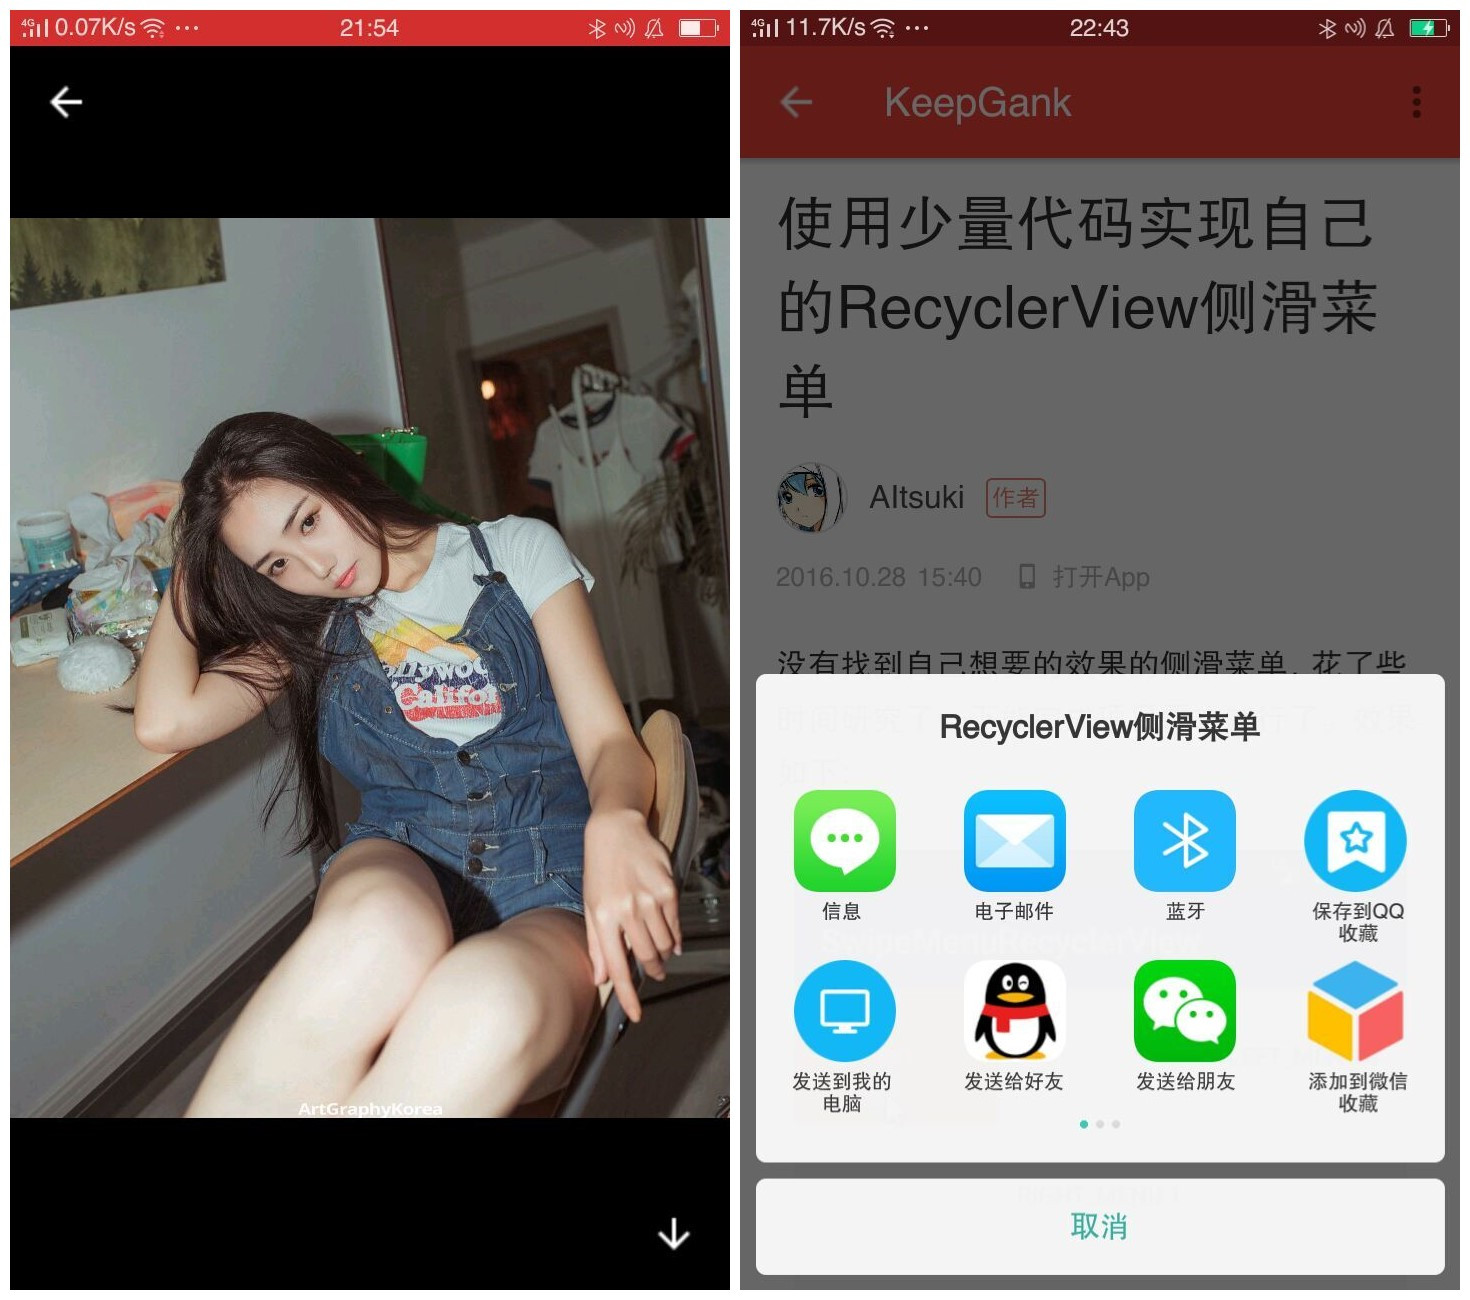 4G 0.07K/s ··· 21:54
llywoo
Califor
ArtGraphyKorea
4G 11.7K/s ··· 22:43
KeepGank
使用少量代码实现自己
的RecyclerView侧滑菜
单
Altsuki 作者
2016.10.28 15:40 打开App
没有找到自己想要的效果的侧滑菜单,花了些
RecyclerView侧滑菜单
信息 电子邮件 蓝牙 保存到QQ
收藏
SwipeMenuRecyclerView
发送到我的 发送给好友 发送给朋友 添加到微信
电脑 收藏
取消